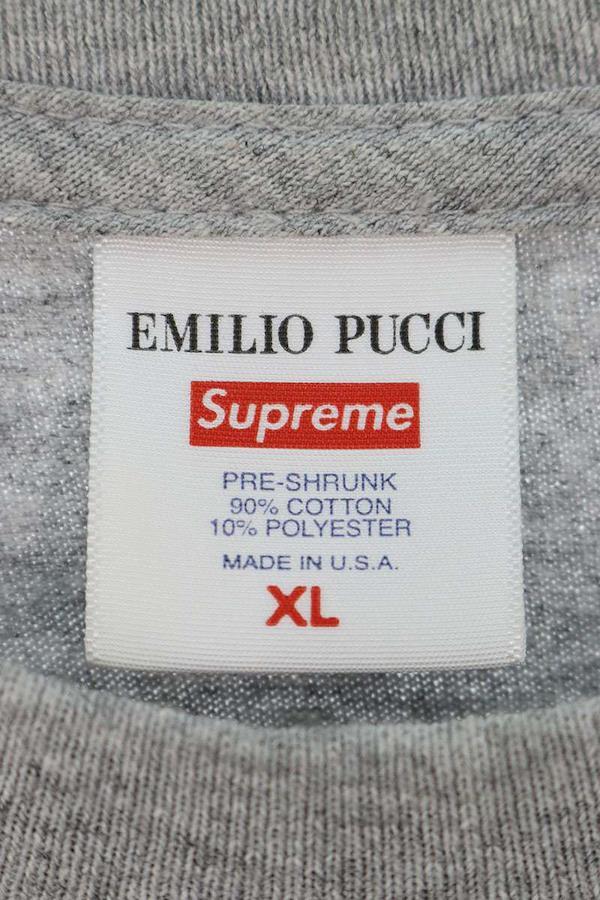 EMILIO PUCCI
Supreme
PRE-SHRUNK
90% COTTON
10% POLYESTER
MADE IN U.S.A.
XL